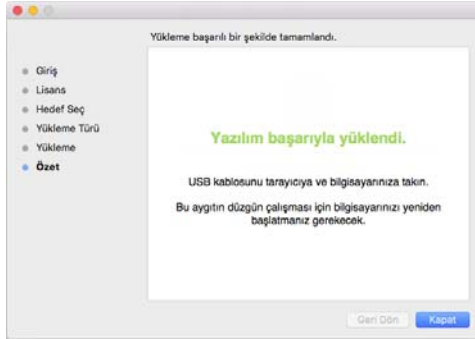 Yükleme başarılı bir şekilde tamamlandı.
Giriş
Lisans
Hedef Seç
Yükleme Türü
Yükleme
Özet
Yazılım başarıyla yüklendi.
USB kablosunu tarayıcıya ve bilgisayarınıza takın.
Bu aygıtın düzgün çalışması için bilgisayarınızı yeniden
başlatmanız gerekecek.
Geri Dön
Kapat